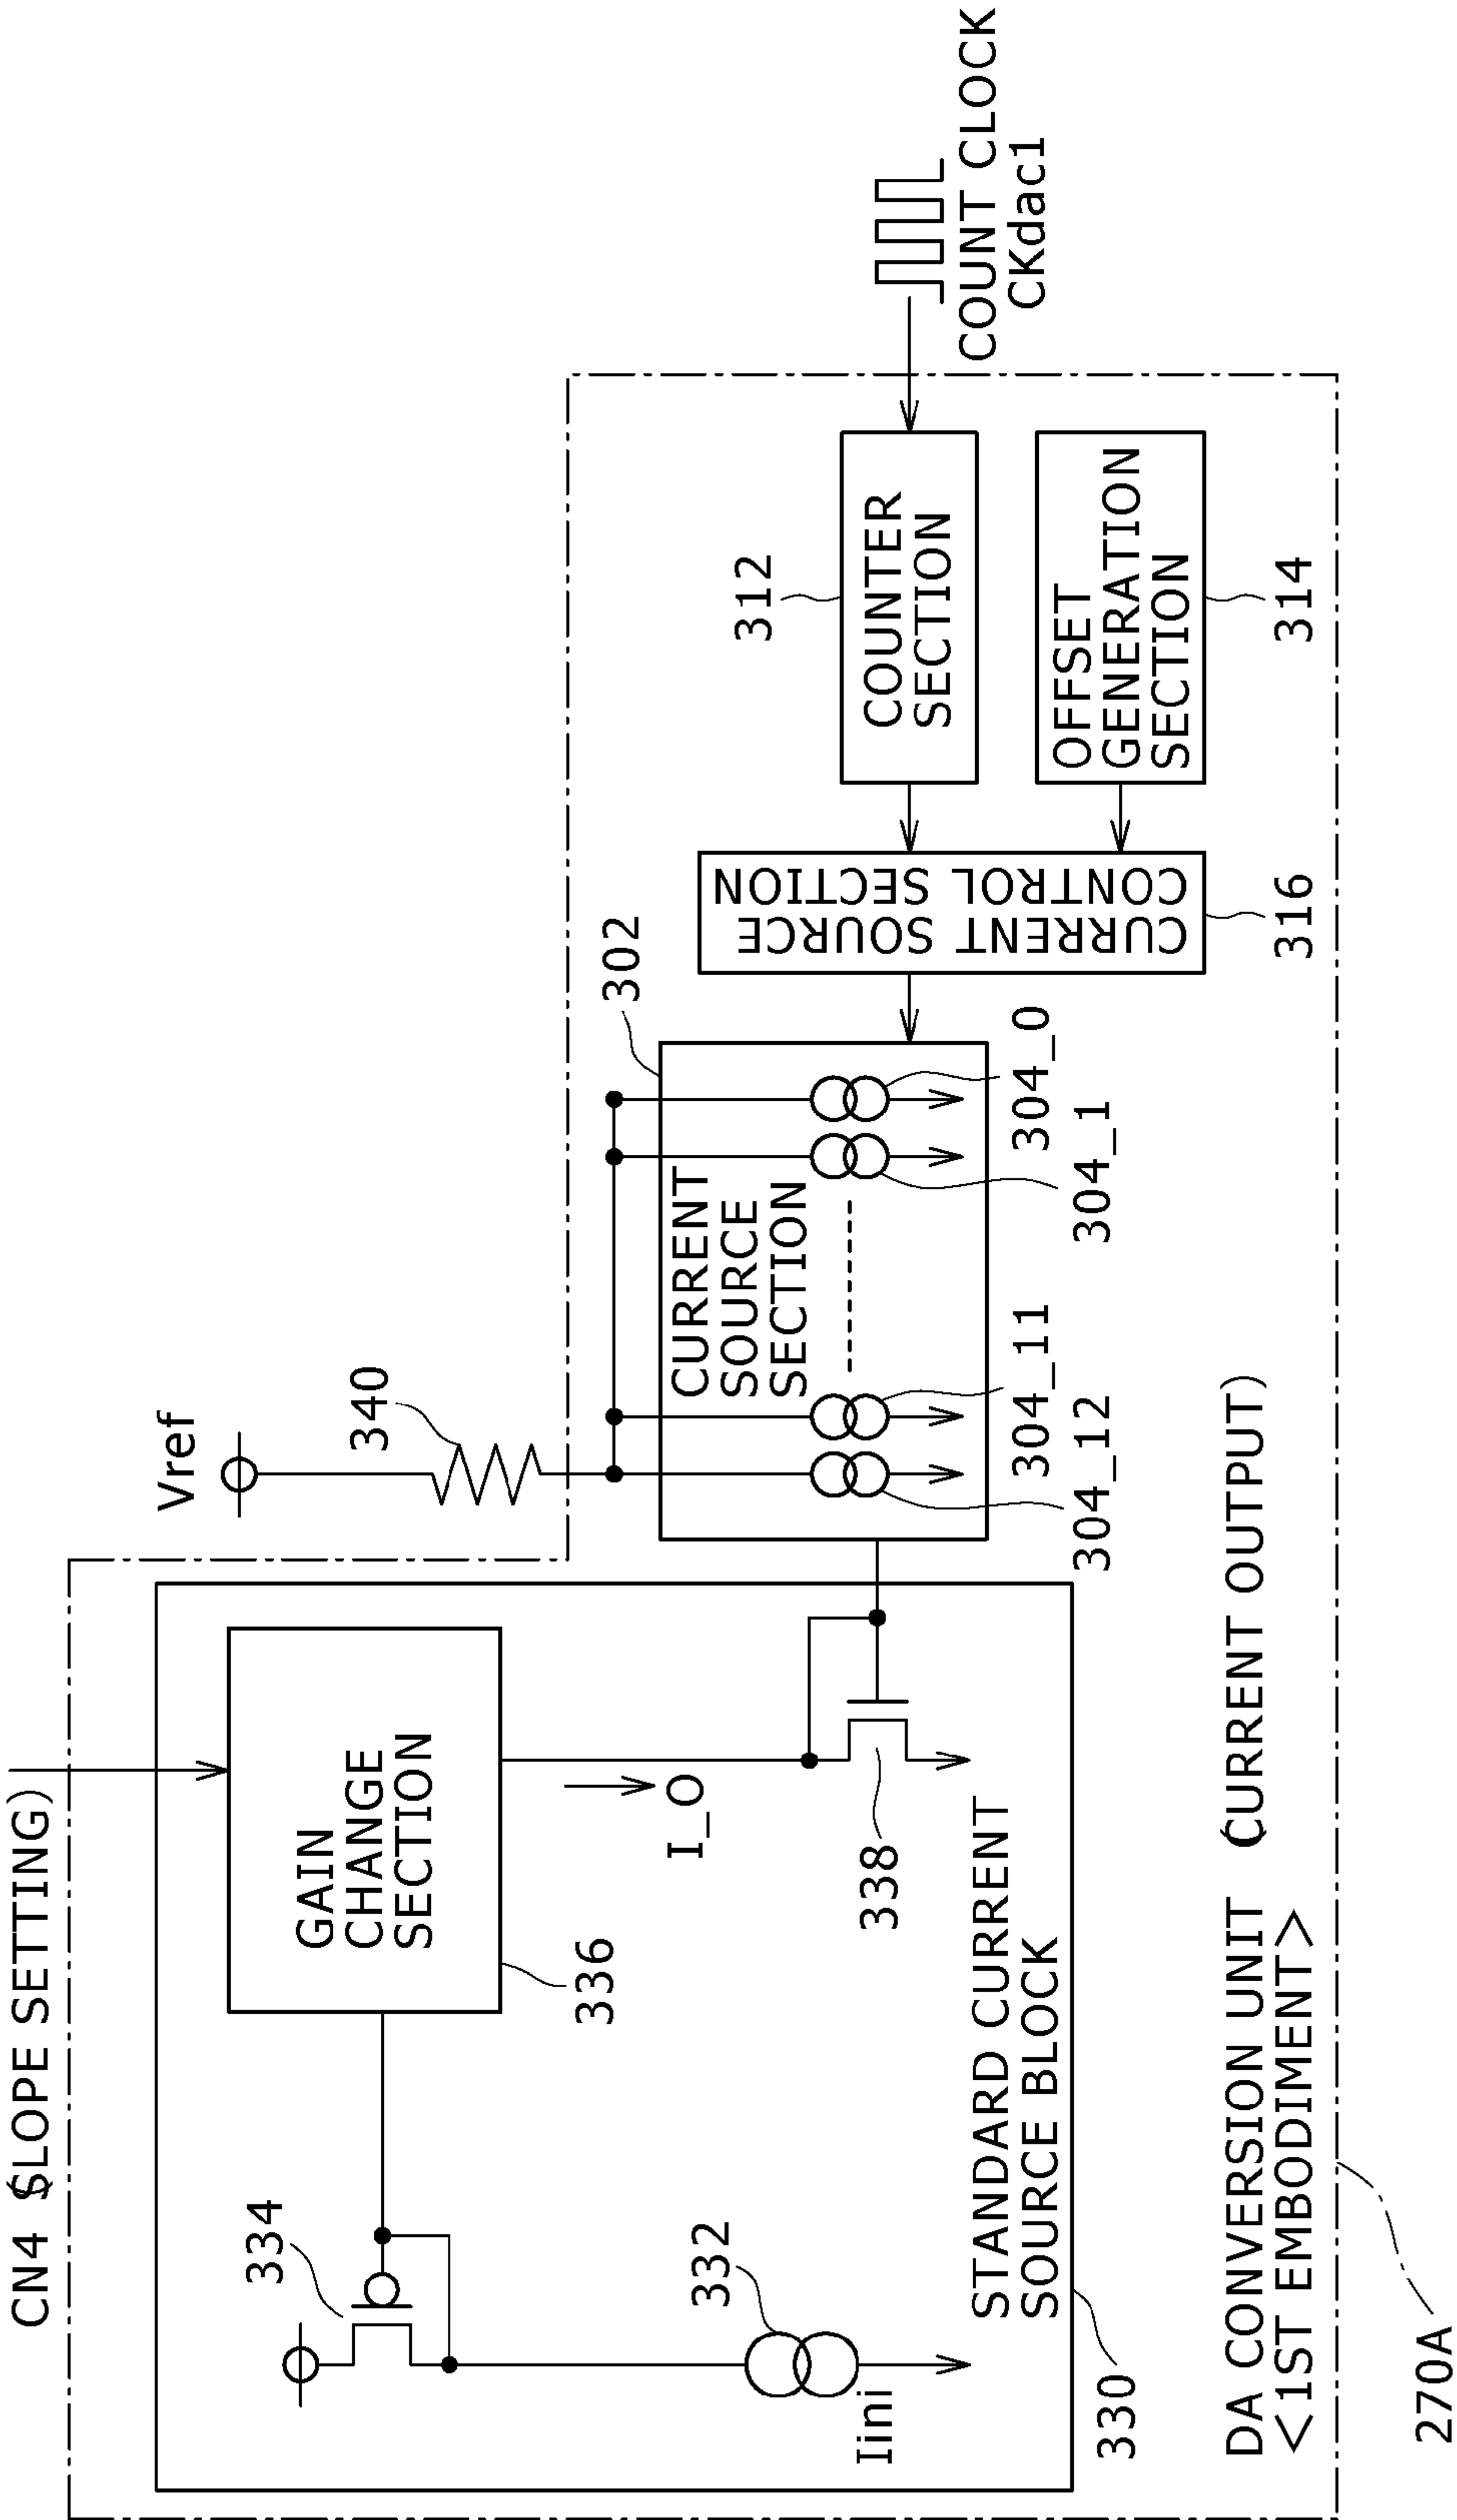 CN4 (SLOPE SETTING)
Vref
340
334
GAIN
CHANGE
SECTION
336
I_O
332
Iini
338
STANDARD CURRENT
SOURCE BLOCK
330
302
CURRENT
SOURCE
SECTION
304_12
304_11
304_1
304_0
CURRENT SOURCE
CONTROL SECTION
316
312
COUNTER
SECTION
OFFSET
GENERATION
SECTION
314
COUNT CLOCK
CKdac1
DA CONVERSION UNIT (CURRENT OUTPUT)
<1ST EMBODIMENT>
270A